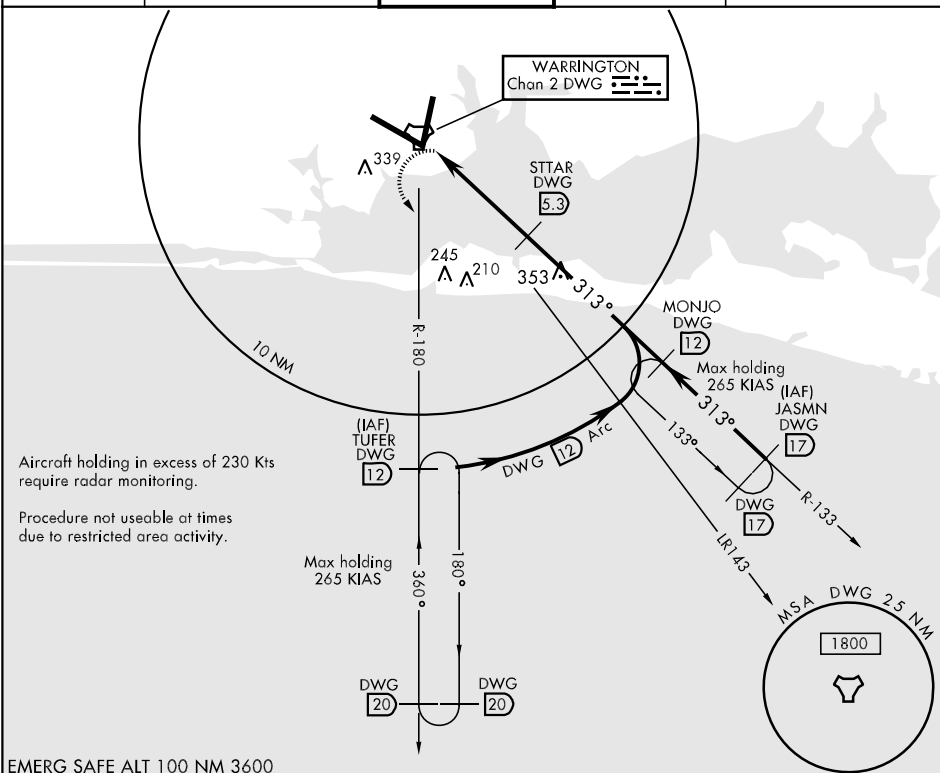 WARRINGTON
Chan 2 DWG
339
STTAR
DWG
5.3
245
210
353
313°
MONJO
DWG
12
R-180
10 NM
Max holding
265 KIAS
(IAF)
JASMN
DWG
17
313°
(IAF)
TUFER
DWG
12
DWG 12 Arc
133°
DWG
17
R-133
Aircraft holding in excess of 230 Kts
require radar monitoring.
Procedure not useable at times
due to restricted area activity.
Max holding
265 KIAS
360°
180°
LR143
MSA DWG 25 NM
1800
DWG
20
DWG
20
EMERG SAFE ALT 100 NM 3600